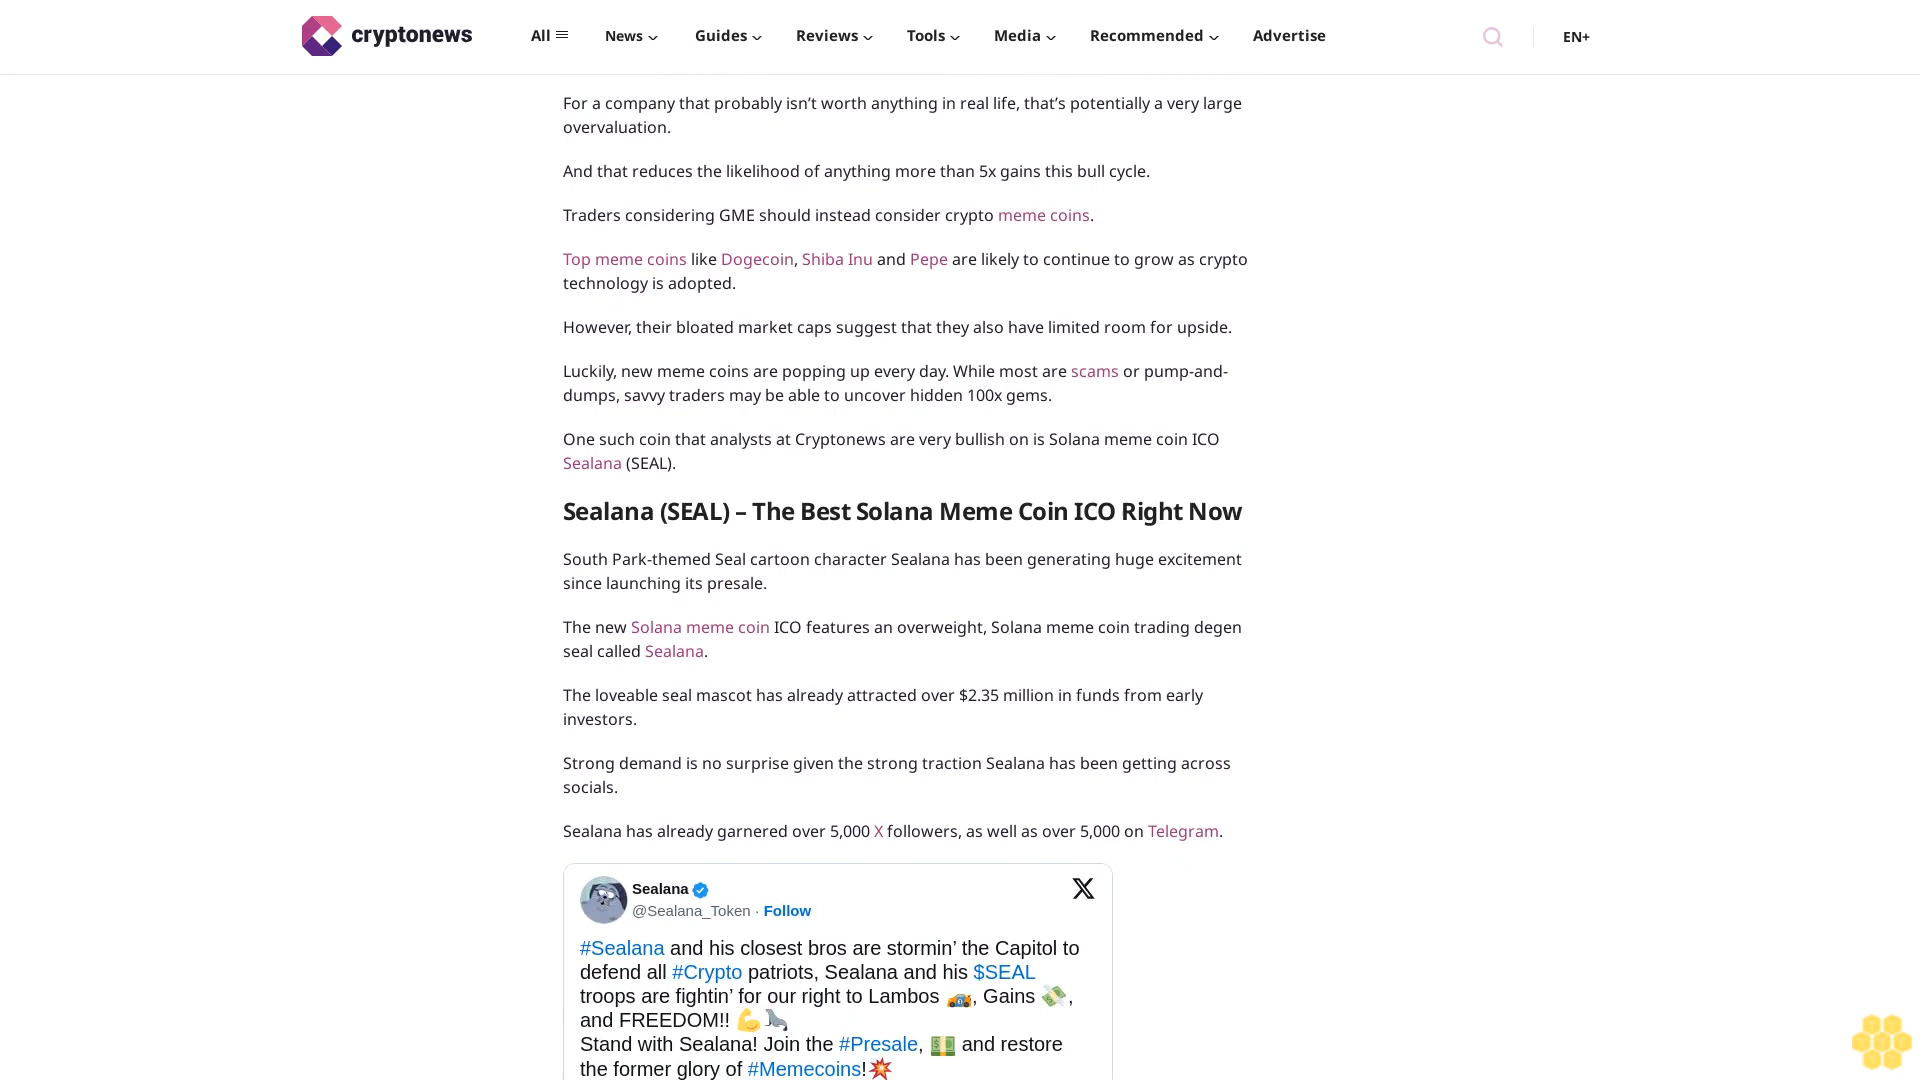 cryptonews
All
News
Guides
Reviews
Tools
Media
Recommended
Advertise
EN+
For a company that probably isn’t worth anything in real life, that’s potentially a very large
overvaluation.
And that reduces the likelihood of anything more than 5x gains this bull cycle.
Traders considering GME should instead consider crypto meme coins.
Top meme coins like Dogecoin, Shiba Inu and Pepe are likely to continue to grow as crypto
technology is adopted.
However, their bloated market caps suggest that they also have limited room for upside.
Luckily, new meme coins are popping up every day. While most are scams or pump-and-
dumps, savvy traders may be able to uncover hidden 100x gems.
One such coin that analysts at Cryptonews are very bullish on is Solana meme coin ICO
Sealana (SEAL).
Sealana (SEAL) – The Best Solana Meme Coin ICO Right Now
South Park-themed Seal cartoon character Sealana has been generating huge excitement
since launching its presale.
The new Solana meme coin ICO features an overweight, Solana meme coin trading degen
seal called Sealana.
The loveable seal mascot has already attracted over $2.35 million in funds from early
investors.
Strong demand is no surprise given the strong traction Sealana has been getting across
socials.
Sealana has already garnered over 5,000 X followers, as well as over 5,000 on Telegram.
Sealana
@Sealana_Token · Follow
#Sealana and his closest bros are stormin’ the Capitol to
defend all #Crypto patriots, Sealana and his $SEAL
troops are fightin’ for our right to Lambos 🏎️, Gains 💸,
and FREEDOM!! 💪🦭
Stand with Sealana! Join the #Presale, 💵 and restore
the former glory of #Memecoins!💥